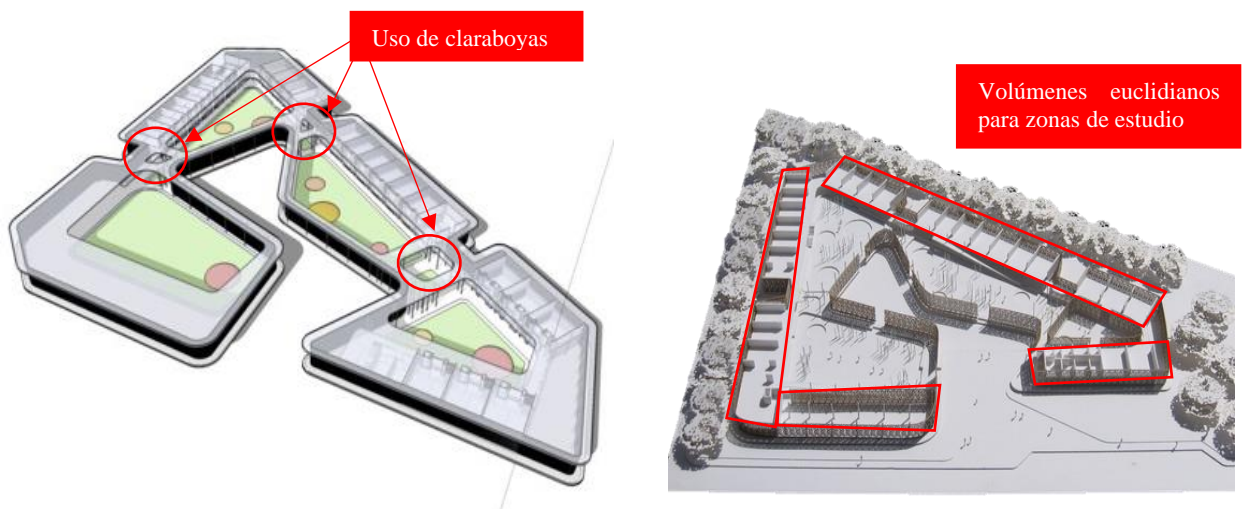 Uso de claraboyas
Volúmenes euclidianos
para zonas de estudio